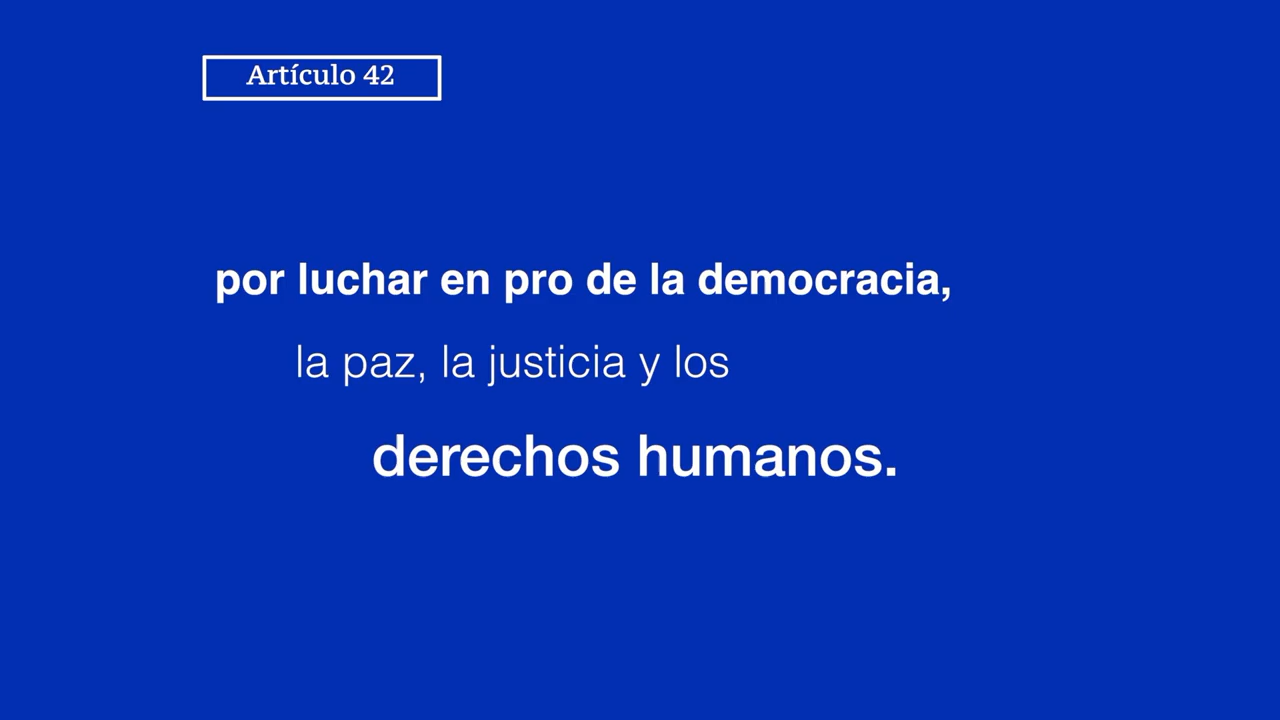 Artículo 42
por luchar en pro de la democracia,
la paz, la justicia y los
derechos humanos.